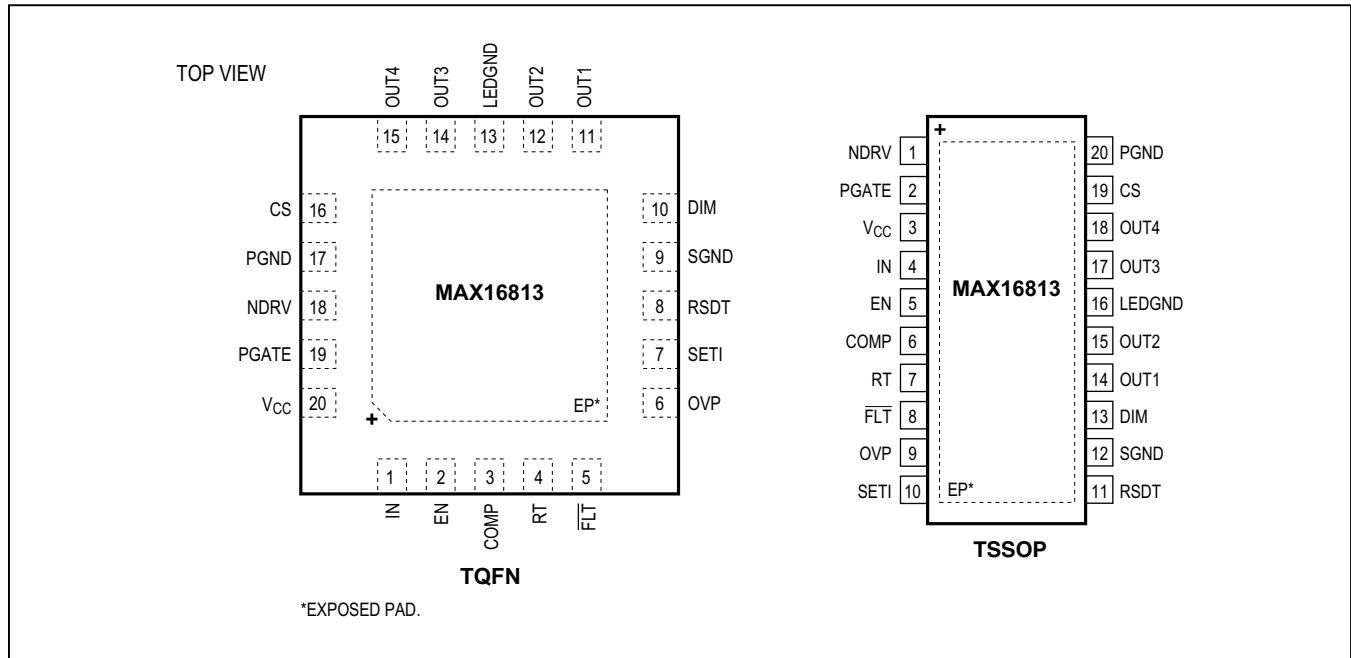 TOP VIEW
OUT4
OUT3
LEDGND
OUT2
OUT1
15
14
13
12
11
CS 16
PGND 17
NDRV 18
PGATE 19
VCC 20
10 DIM
9 SGND
8 RSDT
7 SETI
6 OVP
MAX16813
EP*
+
1
2
3
4
5
IN
EN
COMP
RT
FLT
TQFN
*EXPOSED PAD.
+
NDRV 1
PGATE 2
VCC 3
IN 4
EN 5
COMP 6
RT 7
FLT 8
OVP 9
SETI 10
MAX16813
EP*
20 PGND
19 CS
18 OUT4
17 OUT3
16 LEDGND
15 OUT2
14 OUT1
13 DIM
12 SGND
11 RSDT
TSSOP